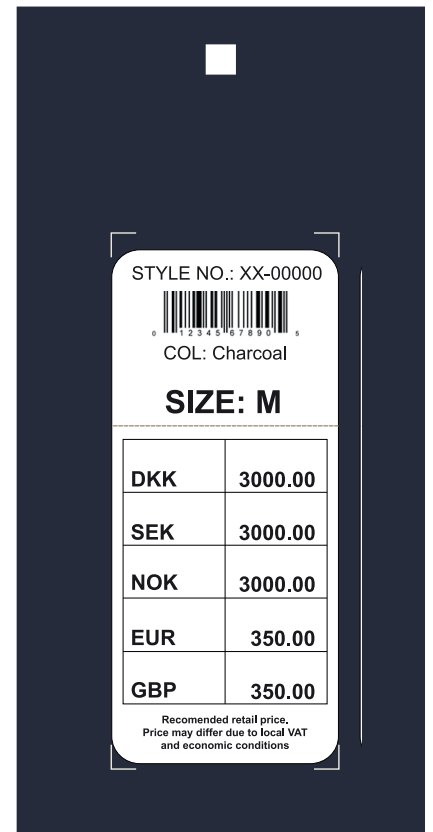 STYLE NO.: XX-00000
0 12345 67890 5
COL: Charcoal
SIZE: M
DKK 3000.00
SEK 3000.00
NOK 3000.00
EUR 350.00
GBP 350.00
Recomended retail price.
Price may differ due to local VAT
and economic conditions